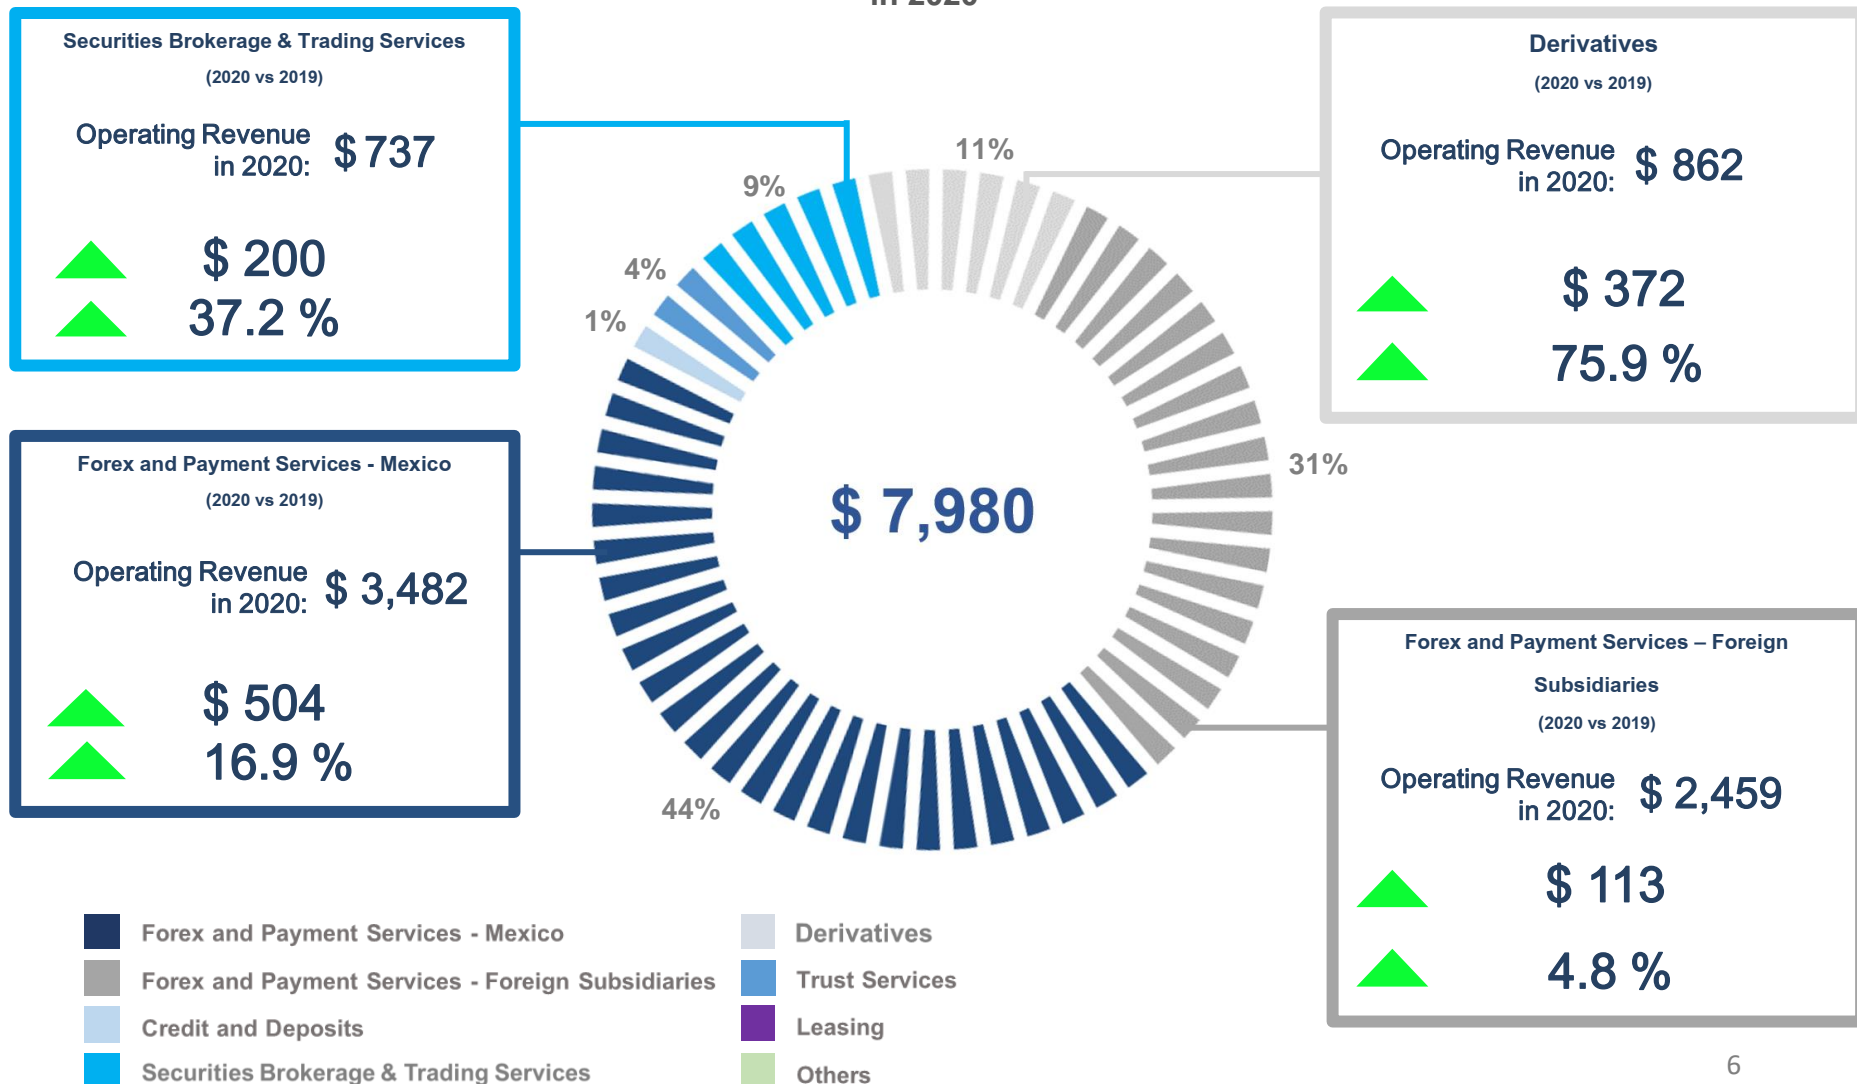 in 2020
Securities Brokerage & Trading Services
(2020 vs 2019)
Operating Revenue
in 2020:
$ 737
$ 200
37.2 %
Derivatives
(2020 vs 2019)
Operating Revenue
in 2020:
$ 862
$ 372
75.9 %
11%
9%
4%
1%
31%
44%
$ 7,980
Forex and Payment Services - Mexico
(2020 vs 2019)
Operating Revenue
in 2020:
$ 3,482
$ 504
16.9 %
Forex and Payment Services – Foreign
Subsidiaries
(2020 vs 2019)
Operating Revenue
in 2020:
$ 2,459
$ 113
4.8 %
Forex and Payment Services - Mexico
Forex and Payment Services - Foreign Subsidiaries
Credit and Deposits
Securities Brokerage & Trading Services
Derivatives
Trust Services
Leasing
Others
6